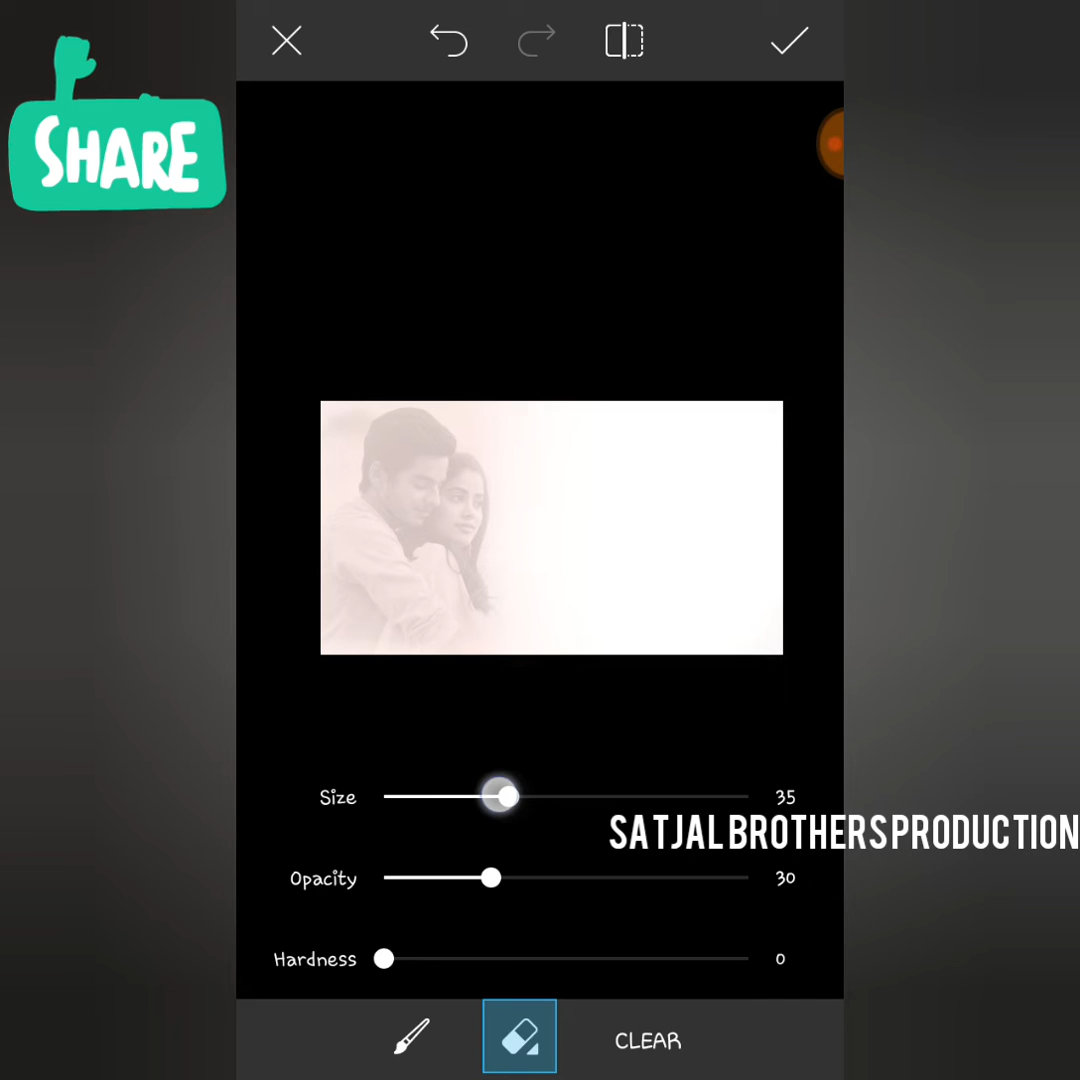 SHARE
Size 35
SATJAL BROTHERS PRODUCTION
Opacity 30
Hardness 0
CLEAR